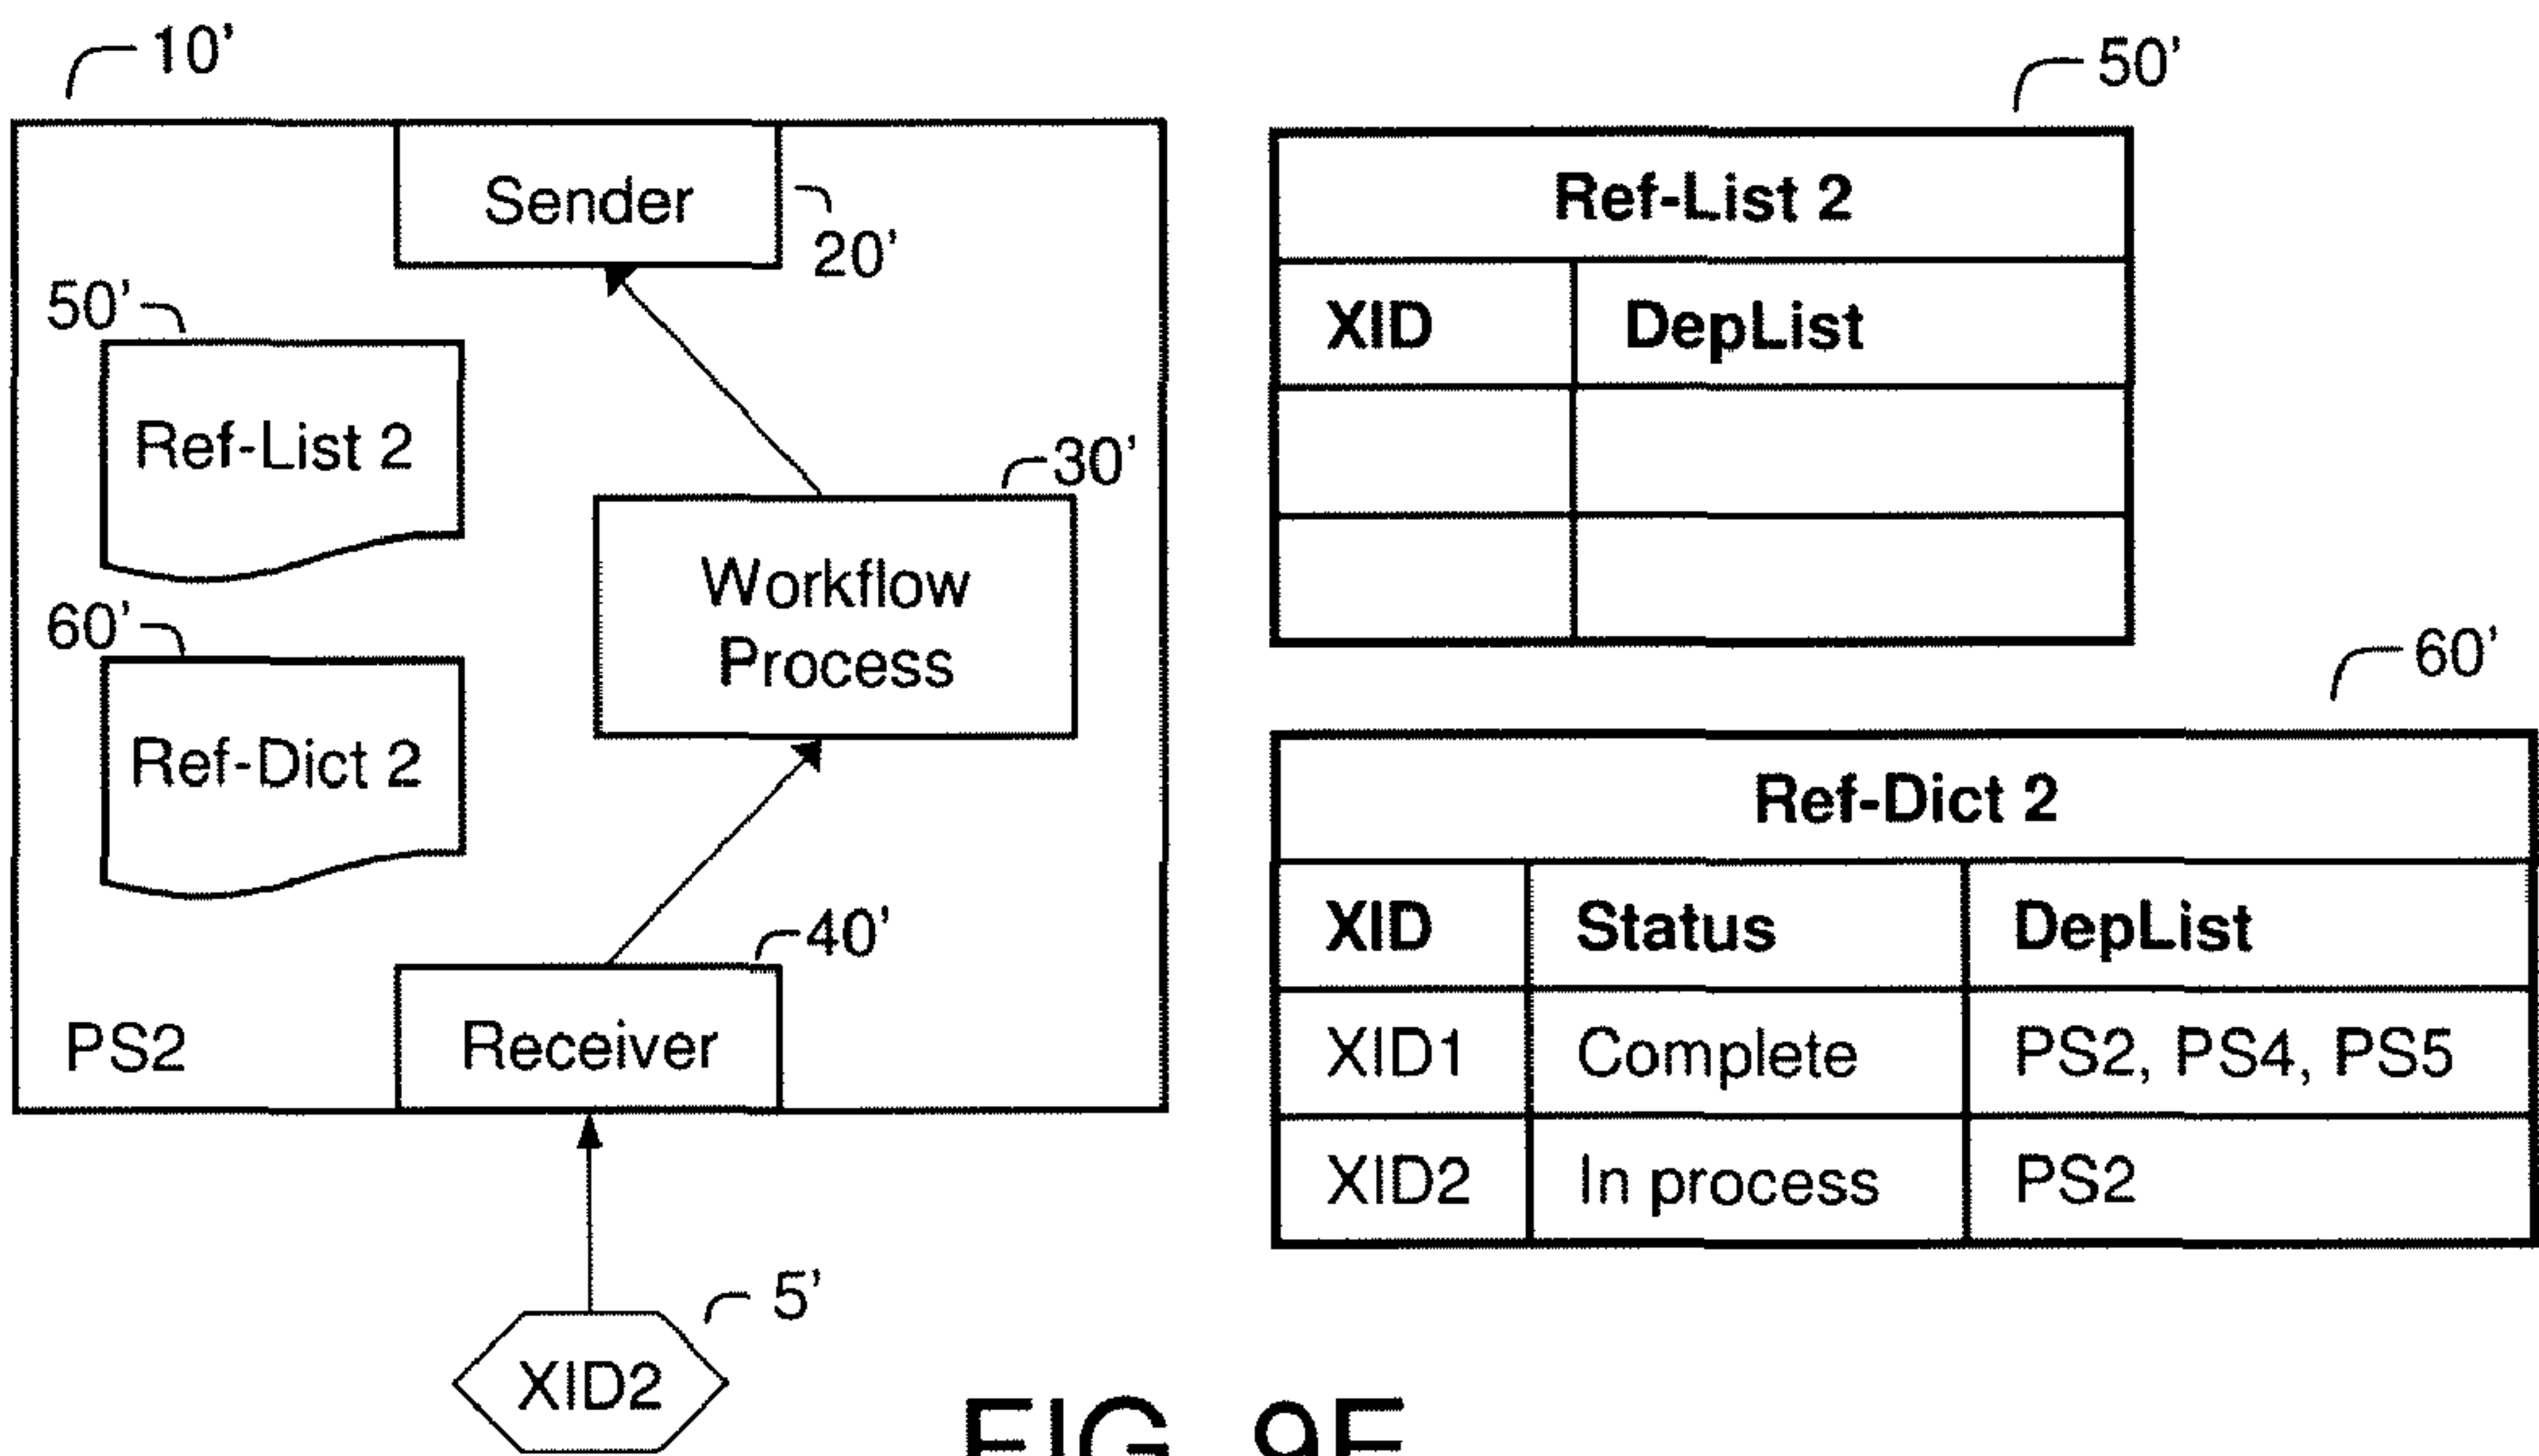 10'
Sender
20'
50'
Ref-List 2
30'
Workflow
Process
60'
Ref-Dict 2
40'
PS2
Receiver
5'
XID2
50'
Ref-List 2
XID DepList
60'
Ref-Dict 2
XID Status DepList
XID1 Complete PS2, PS4, PS5
XID2 In process PS2